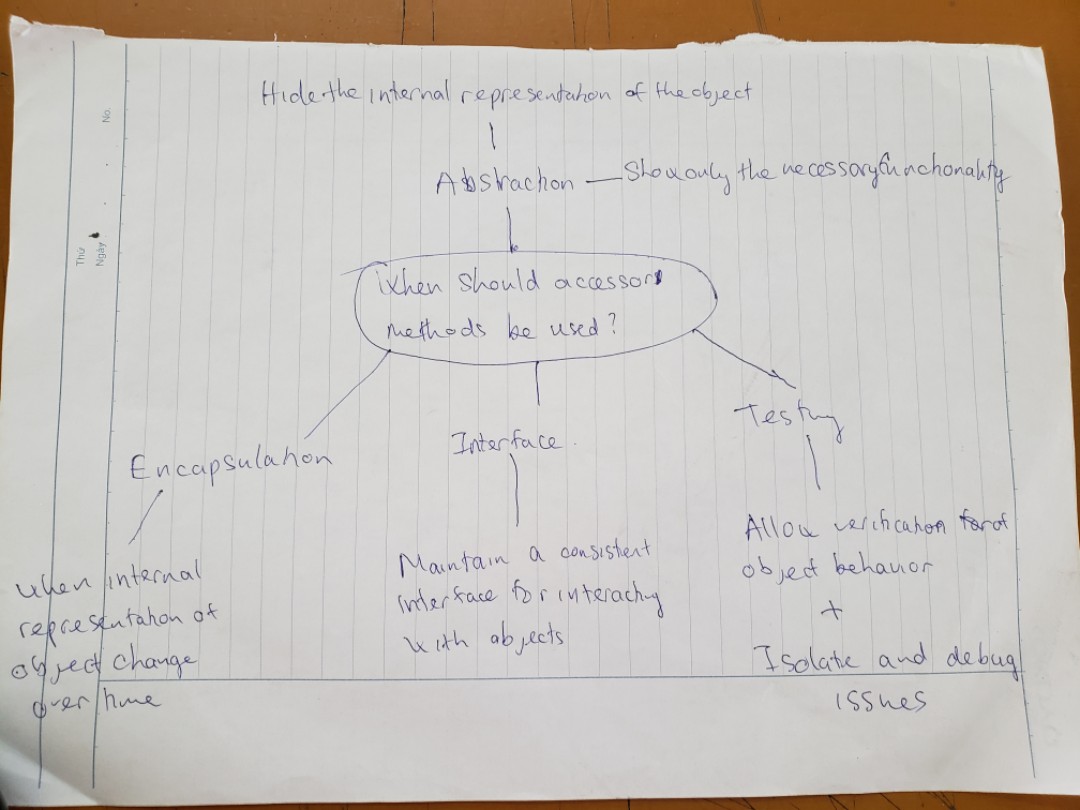 Hide the internal representation of the object
No.
Abstraction
Show only the necessary functionality
Thứ
Ngày
When should accessor
methods be used?
Testing
Interface.
Encapsulation
Allow verification of
object behavior
+
Isolate and debug
issues
Maintain a consistent
interface for interacting
with objects
when internal
representation of
object change
over time